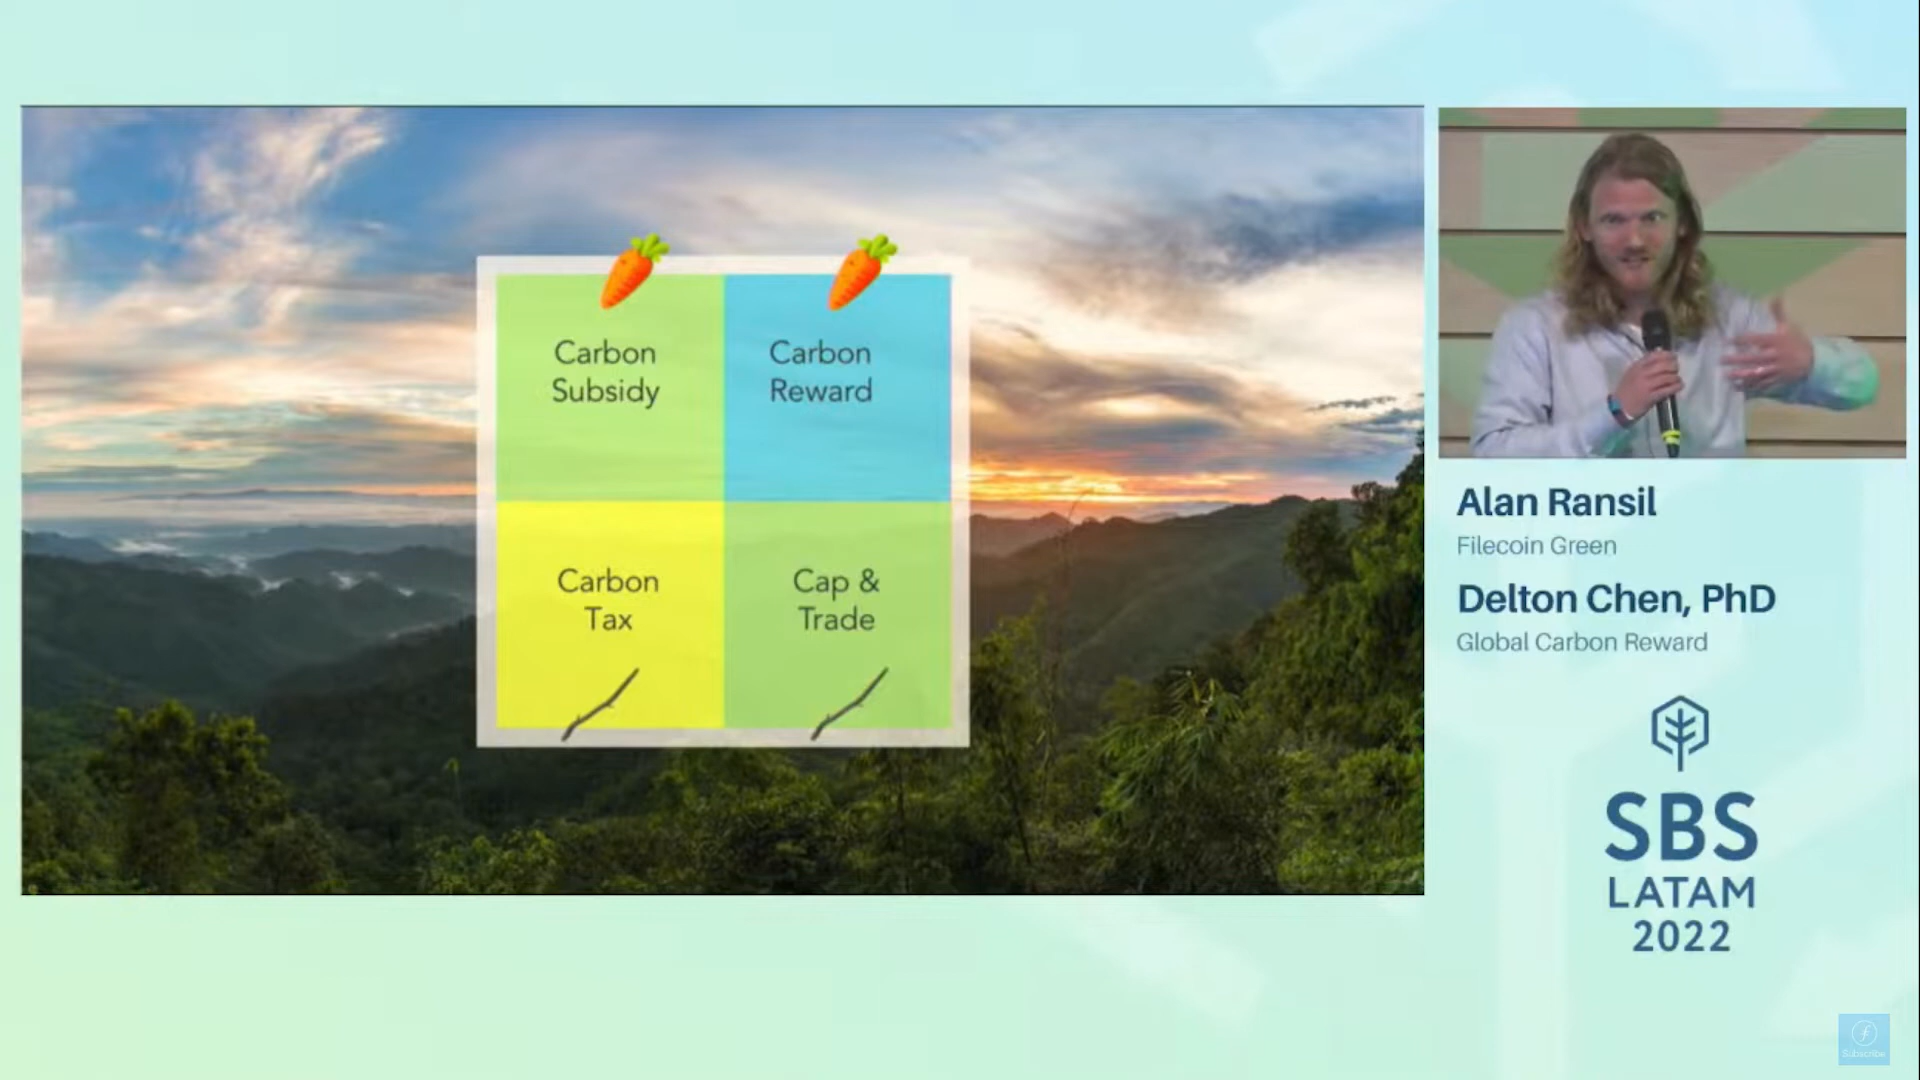 Carbon
Subsidy
Carbon
Reward
Carbon
Tax
Cap &
Trade
Alan Ransil
Filecoin Green
Delton Chen, PhD
Global Carbon Reward
SBS
LATAM
2022
Subscribe